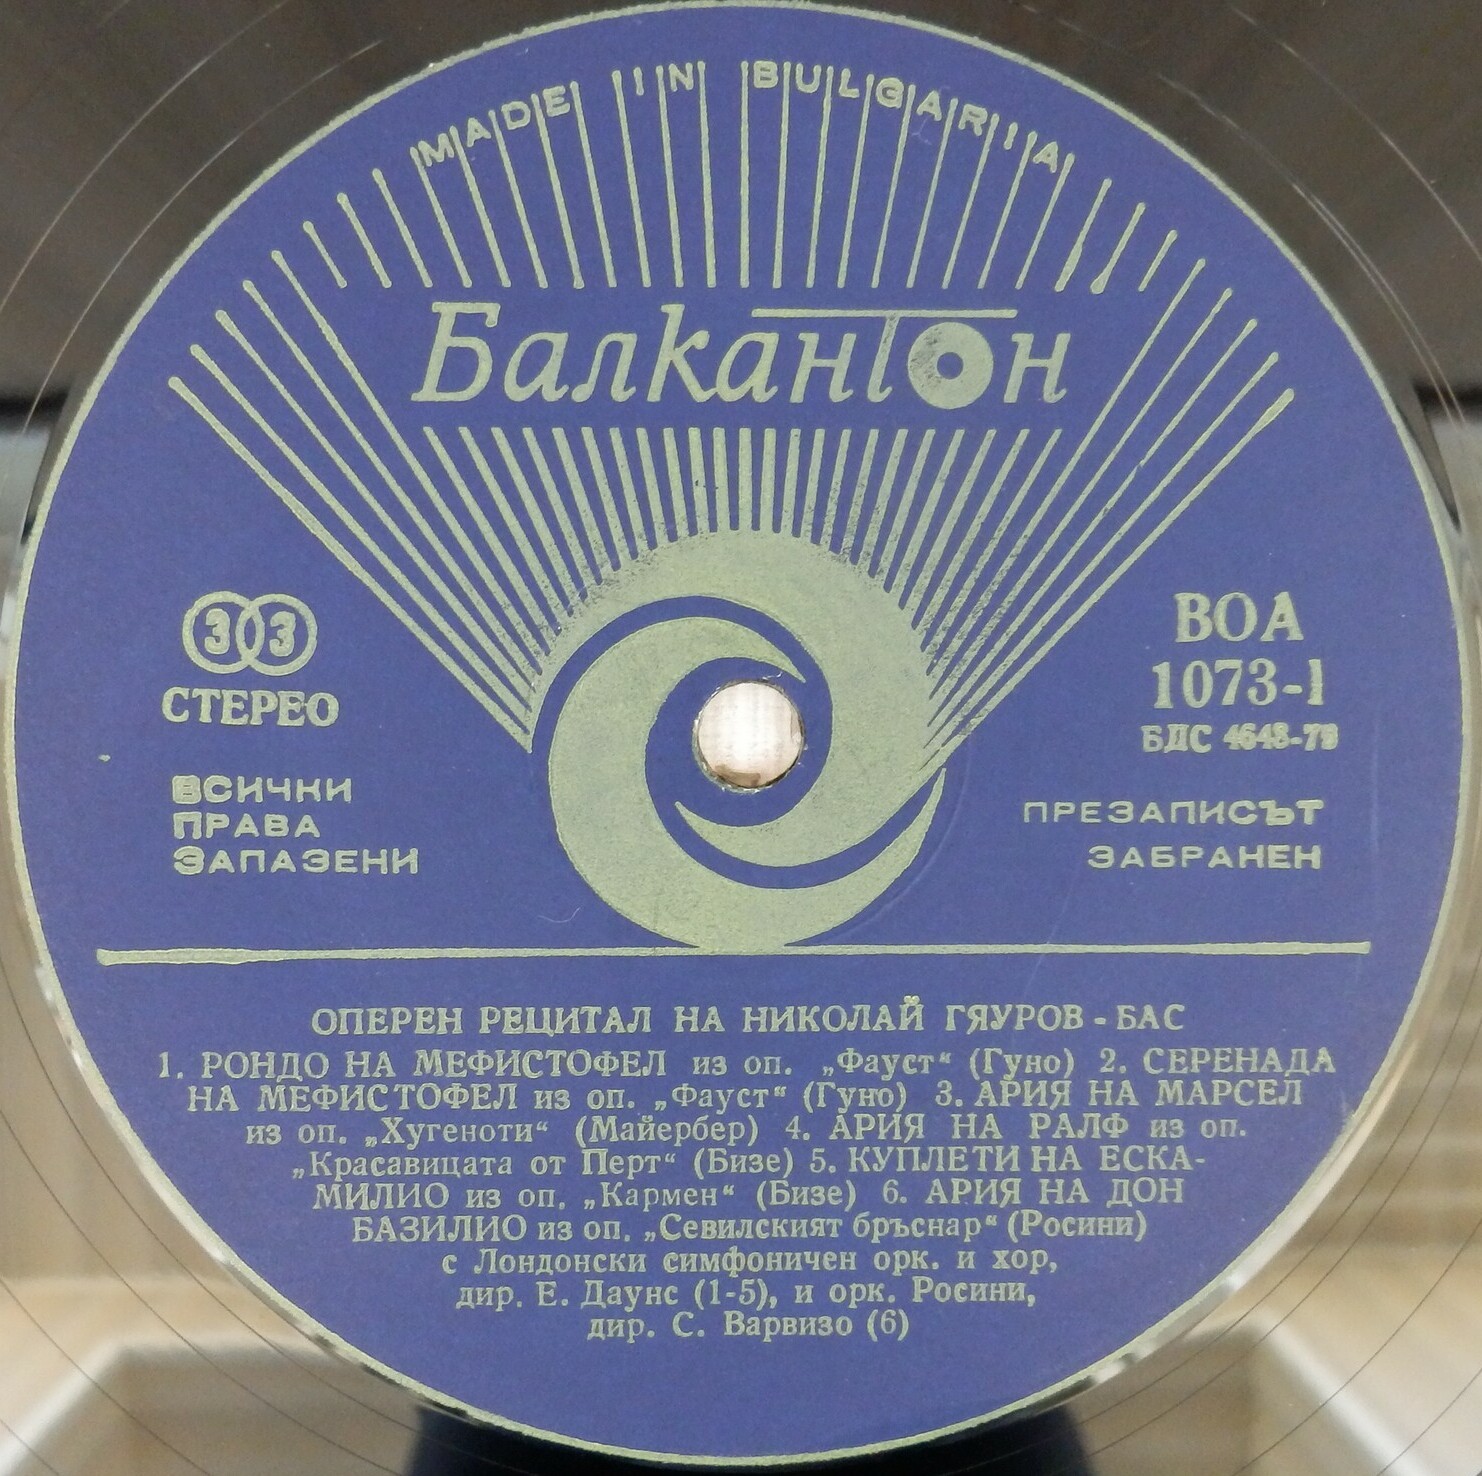 MADE IN BULGARIA
Балкантон
33
СТЕРЕО
ВСИЧКИ
ПРАВА
ЗАПАЗЕНИ
ВОА
1073-1
БДС 4648-79
ПРЕЗАПИСЪТ
ЗАБРАНЕН
ОПЕРЕН РЕЦИТАЛ НА НИКОЛАЙ ГЯУРОВ - БАС
1. РОНДО НА МЕФИСТОФЕЛ из оп. „Фауст“ (Гуно) 2. СЕРЕНАДА
НА МЕФИСТОФЕЛ из оп. „Фауст“ (Гуно) 3. АРИЯ НА МАРСЕЛ
из оп. „Хугеноти“ (Майербер) 4. АРИЯ НА РАЛФ из оп.
„Красавицата от Перт“ (Бизе) 5. КУПЛЕТИ НА ЕСКА-
МИЛИО из оп. „Кармен“ (Бизе) 6. АРИЯ НА ДОН
БАЗИЛИО из оп. „Севилският бръснар“ (Росини)
с Лондонски симфоничен орк. и хор,
дир. Е. Даунс (1-5), и орк. Росини,
дир. С. Варвизо (6)